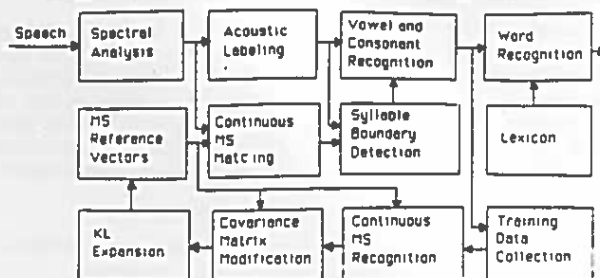 Speech
Spectral
Analysis
Acoustic
Labeling
Vowel and
Consonant
Recognition
Word
Recognition
MS
Reference
Vectors
Continuous
MS
Matcing
Syllable
Boundary
Detection
Lexicon
KL
Expansion
Covariance
Matrix
Modification
Continuous
MS
Recognition
Training
Data
Collection